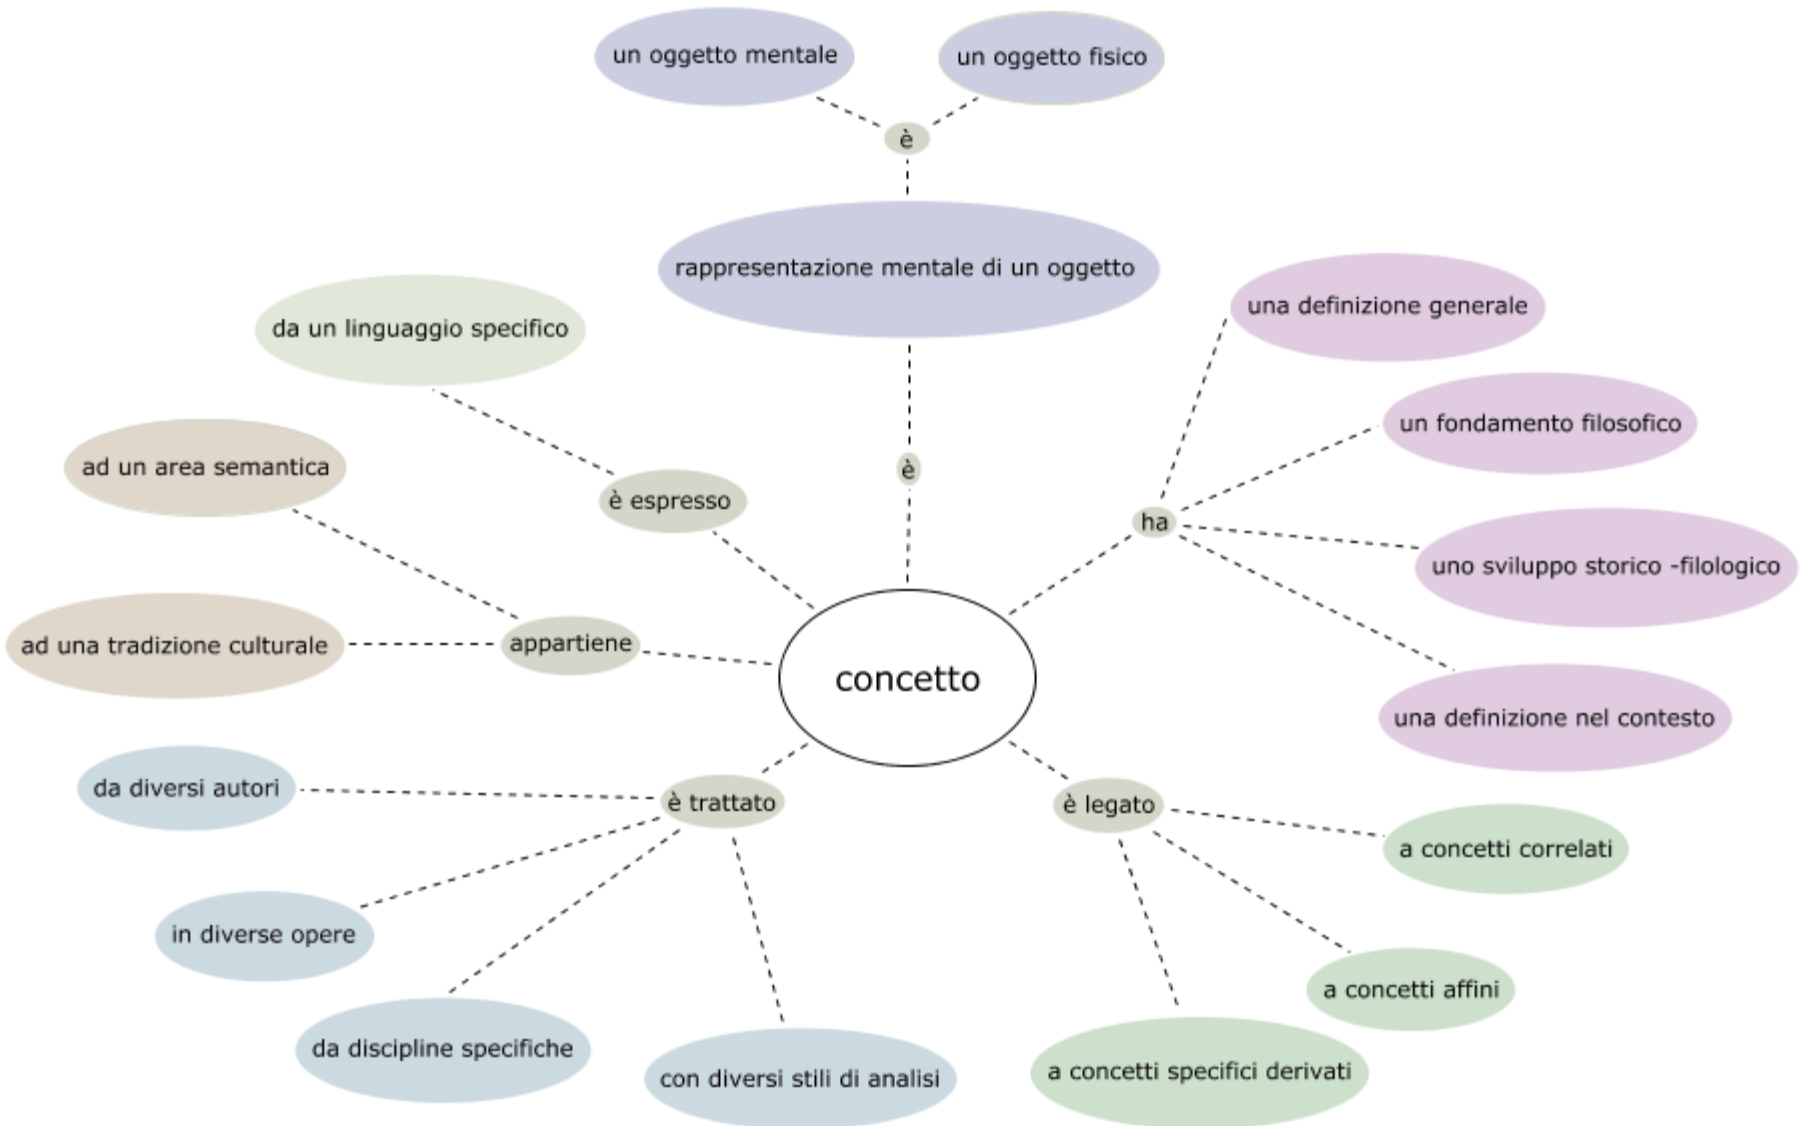 un oggetto mentale
un oggetto fisico
è
rappresentazione mentale di un oggetto
una definizione generale
da un linguaggio specifico
un fondamento filosofico
ad un area semantica
è
è espresso
ha
uno sviluppo storico -filologico
ad una tradizione culturale
appartiene
concetto
una definizione nel contesto
da diversi autori
è trattato
è legato
a concetti correlati
in diverse opere
a concetti affini
da discipline specifiche
con diversi stili di analisi
a concetti specifici derivati